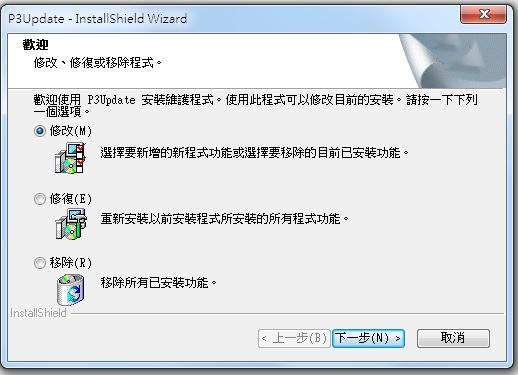 P3Update - InstallShield Wizard
歡迎
修改、修復或移除程式。
歡迎使用 P3Update 安裝維護程式。使用此程式可以修改目前的安裝。請按一下下列
一個選項。
修改(M)
選擇要新增的新程式功能或選擇要移除的目前已安裝功能。
修復(E)
重新安裝以前安裝程式所安裝的所有程式功能。
移除(R)
移除所有已安裝功能。
InstallShield
< 上一步(B) 下一步(N) > 取消